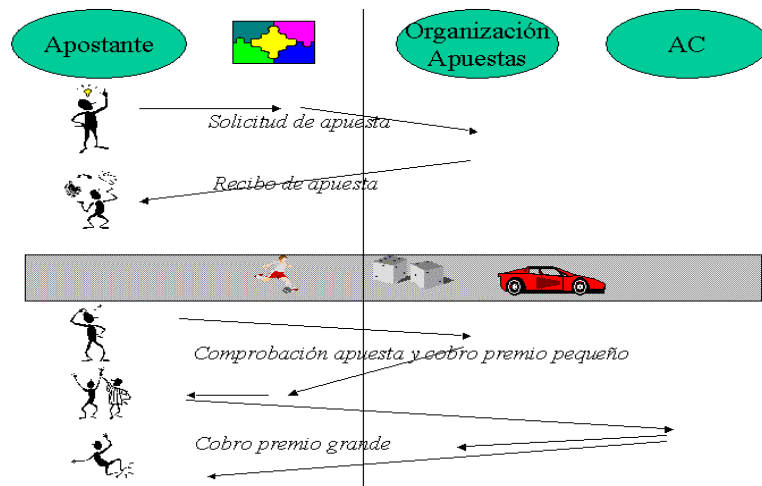 Apostante
Organización
Apuestas
AC
Solicitud de apuesta
Recibo de apuesta
Comprobación apuesta y cobro premio pequeño
Cobro premio grande